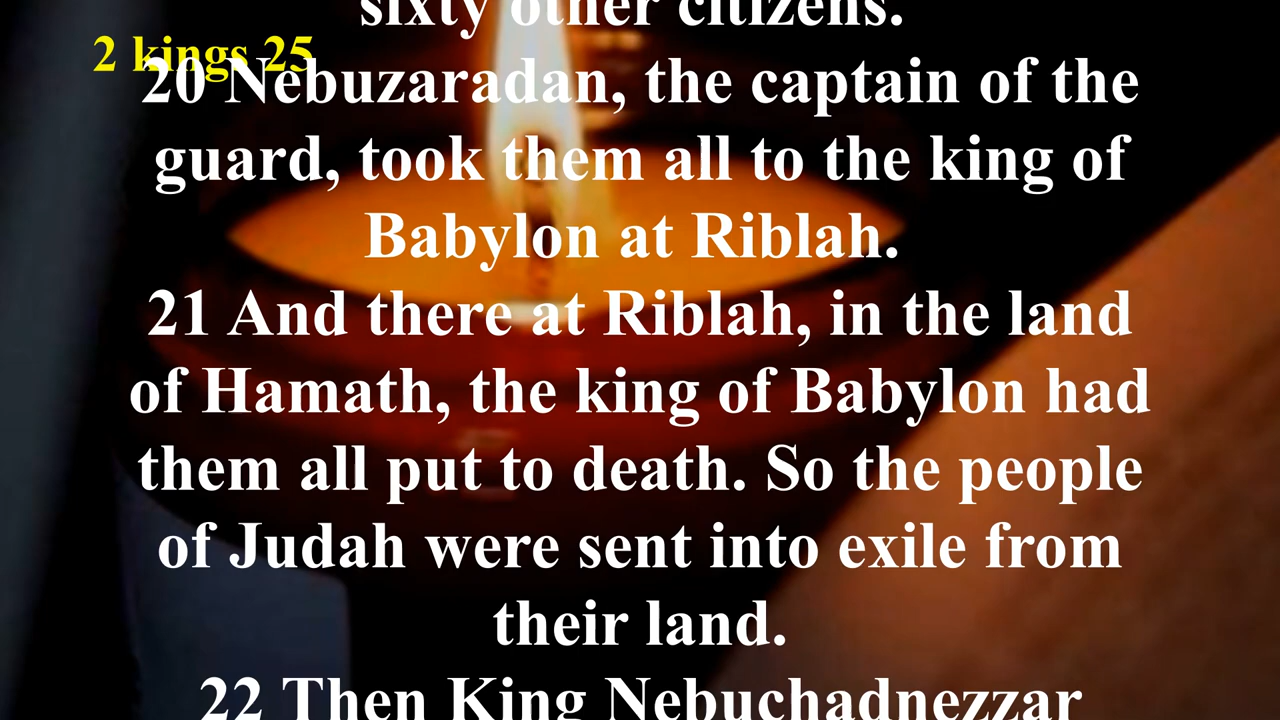 sixty other citizens.
2 kings 25
20 Nebuzaradan, the captain of the
guard, took them all to the king of
Babylon at Riblah.
21 And there at Riblah, in the land
of Hamath, the king of Babylon had
them all put to death. So the people
of Judah were sent into exile from
their land.
22 Then King Nebuchadnezzar